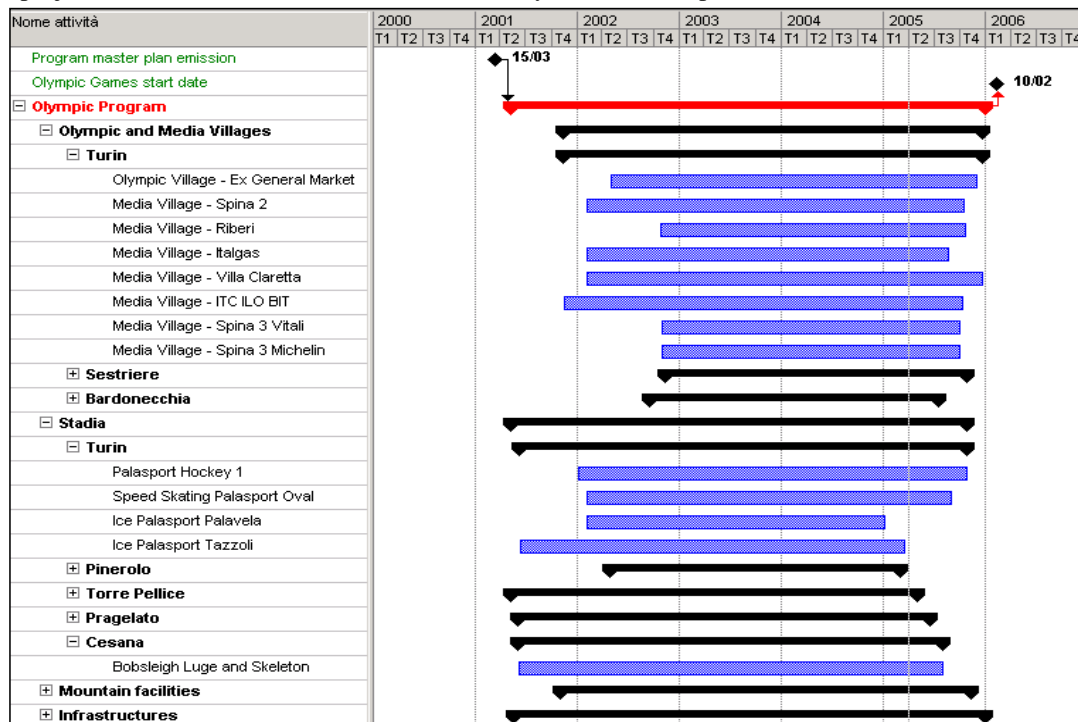 Nome attività
2000 2001 2002 2003 2004 2005 2006
T1 T2 T3 T4 T1 T2 T3 T4 T1 T2 T3 T4 T1 T2 T3 T4 T1 T2 T3 T4 T1 T2 T3 T4 T1 T2 T3 T4
Program master plan emission 15/03
Olympic Games start date 10/02
Olympic Program
Olympic and Media Villages
Turin
Olympic Village - Ex General Market
Media Village - Spina 2
Media Village - Riberi
Media Village - Italgas
Media Village - Villa Claretta
Media Village - ITC ILO BIT
Media Village - Spina 3 Vitali
Media Village - Spina 3 Michelin
Sestriere
Bardonecchia
Stadia
Turin
Palasport Hockey 1
Speed Skating Palasport Oval
Ice Palasport Palavela
Ice Palasport Tazzoli
Pinerolo
Torre Pellice
Pragelato
Cesana
Bobsleigh Luge and Skeleton
Mountain facilities
Infrastructures